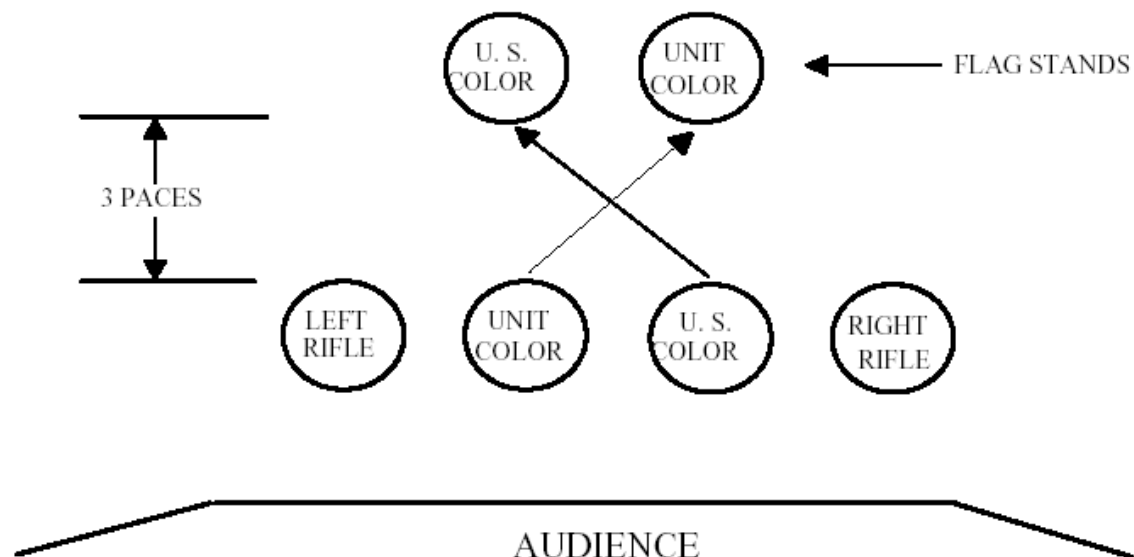 U. S.
COLOR
UNIT
COLOR
FLAG STANDS
3 PACES
LEFT
RIFLE
UNIT
COLOR
U. S.
COLOR
RIGHT
RIFLE
AUDIENCE